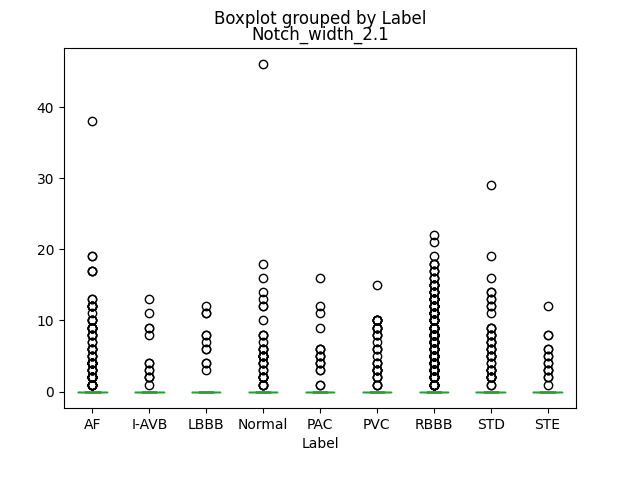 Boxplot grouped by Label
Notch_width_2.1
40
30
20
10
0
AF I-AVB LBBB Normal PAC PVC RBBB STD STE
Label